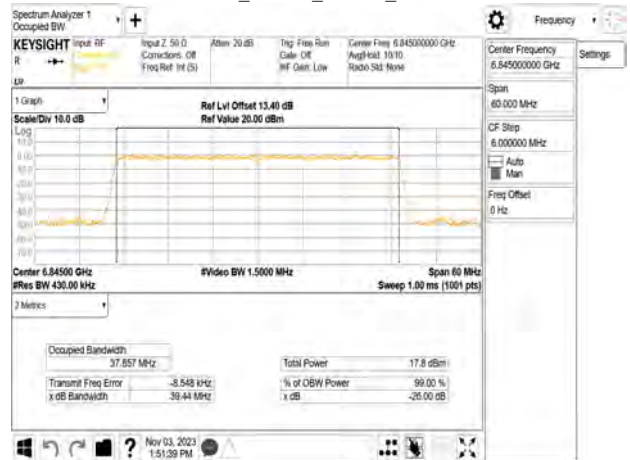 Spectrum Analyzer 1
Occupied BW
Frequency
KEYSIGHT
Input: RF
Input Z: 50 Ω
Corrections: Off
Freq Ref: Int (S)
Atten: 20 dB
Trig: Free Run
Gate: Off
#IF Gain: Low
Center Freq: 6.845000000 GHz
Avg|Hold: 10/10
Radio Std: None
Center Frequency
6.845000000 GHz
Settings
Span
60.000 MHz
CF Step
6.000000 MHz
Auto
Man
Freq Offset
0 Hz
1 Graph
Scale/Div 10.0 dB
Ref Lvl Offset 13.40 dB
Ref Value 20.00 dBm
Log
Center 6.84500 GHz
#Video BW 1.5000 MHz
Span 60 MHz
#Res BW 430.00 kHz
Sweep 1.00 ms (1001 pts)
2 Metrics
Occupied Bandwidth
37.857 MHz
Total Power
17.8 dBm
Transmit Freq Error
-8.548 kHz
% of OBW Power
99.00 %
x dB Bandwidth
39.44 MHz
x dB
-26.00 dB
Nov 03, 2023
1:51:39 PM